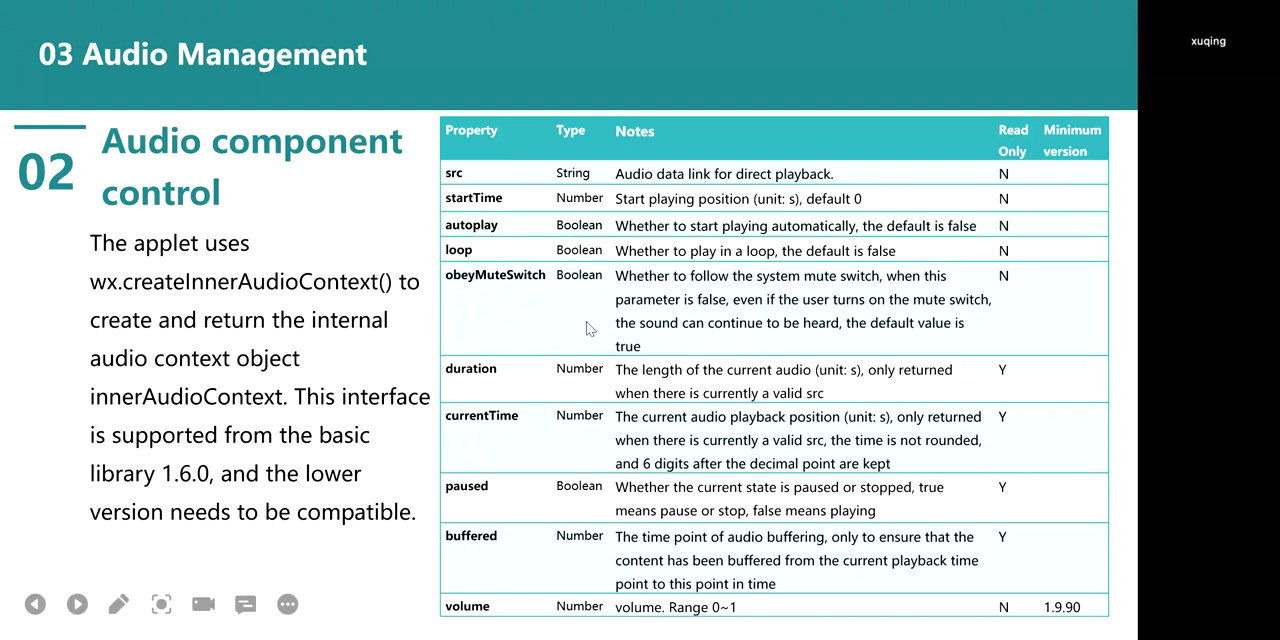 03 Audio Management
xuqing
02
Audio component
control
The applet uses
wx.createInnerAudioContext() to
create and return the internal
audio context object
innerAudioContext. This interface
is supported from the basic
library 1.6.0, and the lower
version needs to be compatible.
Property Type Notes Read Only Minimum version
src String Audio data link for direct playback. N
startTime Number Start playing position (unit: s), default 0 N
autoplay Boolean Whether to start playing automatically, the default is false N
loop Boolean Whether to play in a loop, the default is false N
obeyMuteSwitch Boolean Whether to follow the system mute switch, when this N
parameter is false, even if the user turns on the mute switch,
the sound can continue to be heard, the default value is
true
duration Number The length of the current audio (unit: s), only returned Y
when there is currently a valid src
currentTime Number The current audio playback position (unit: s), only returned Y
when there is currently a valid src, the time is not rounded,
and 6 digits after the decimal point are kept
paused Boolean Whether the current state is paused or stopped, true Y
means pause or stop, false means playing
buffered Number The time point of audio buffering, only to ensure that the Y
content has been buffered from the current playback time
point to this point in time
volume Number volume. Range 0~1 N 1.9.90